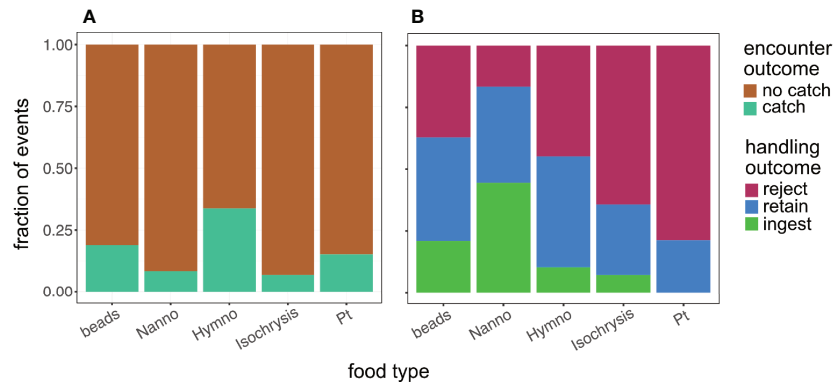 A
B
fraction of events
1.00
0.75
0.50
0.25
0.00
beads
Nanno
Hymno
Isochrysis
Pt
beads
Nanno
Hymno
Isochrysis
Pt
food type
encounter
outcome
no catch
catch
handling
outcome
reject
retain
ingest